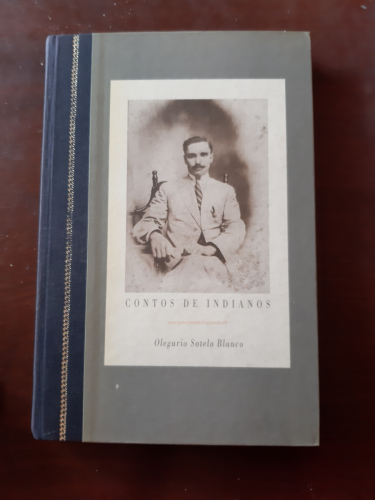 CONTOS DE INDIANOS
Olegario Sotelo Blanco